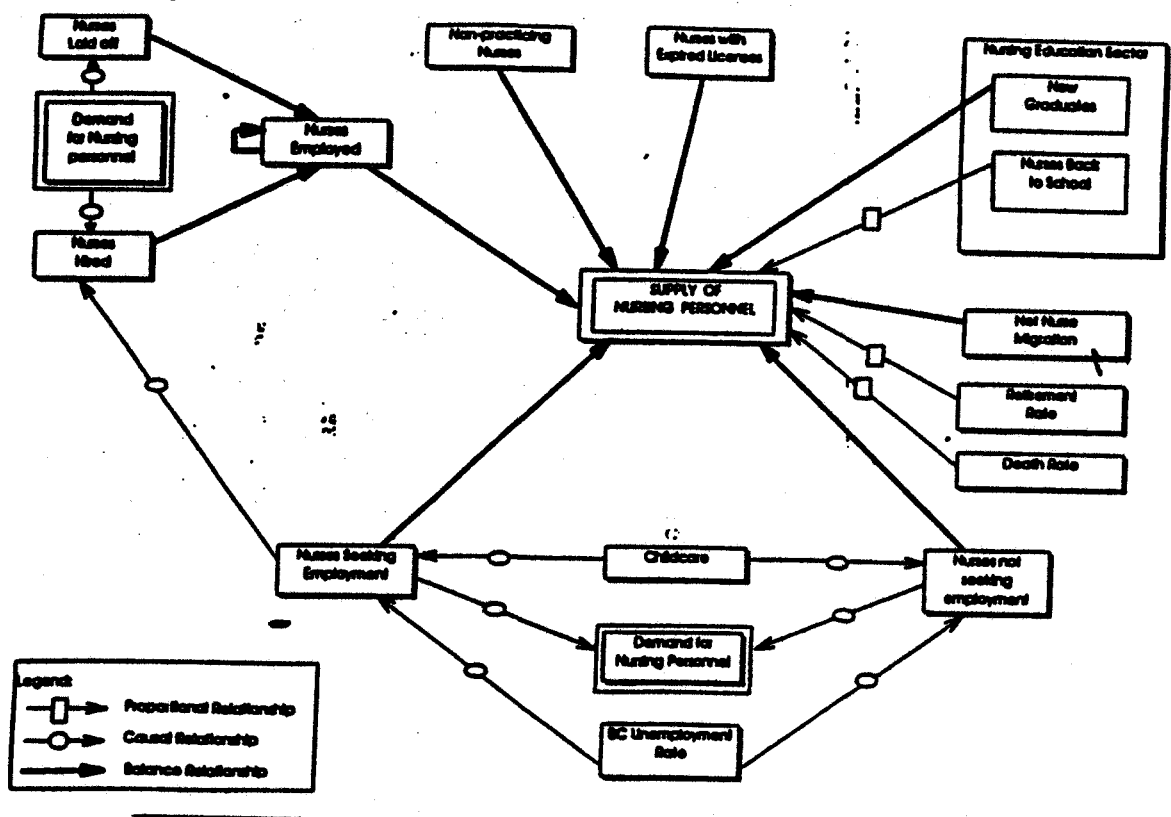 Nurses
Laid off
Non-practicing
Nurses
Nurses with
Expired Licenses
Nursing Education Sector
New
Graduates
Nurses Back
to School
Demand
for Nursing
personnel
Nurses
Employed
Nurses
Hired
SUPPLY OF
NURSING PERSONNEL
Net Nurse
Migration
Retirement
Rate
Death Rate
Nurses Seeking
Employment
Childcare
Nurses not
seeking
employment
Demand for
Nursing Personnel
BC Unemployment
Rate
Legend:
Proportional Relationship
Causal Relationship
Balance Relationship